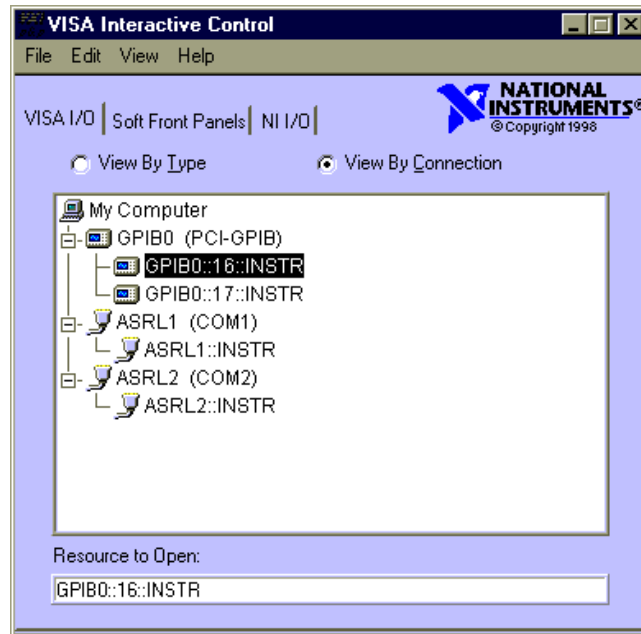 VISA Interactive Control
File Edit View Help
NATIONAL
INSTRUMENTS®
© Copyright 1998
VISA I/O Soft Front Panels NI I/O
View By Type View By Connection
My Computer
GPIB0 (PCI-GPIB)
GPIB0::16::INSTR
GPIB0::17::INSTR
ASRL1 (COM1)
ASRL1::INSTR
ASRL2 (COM2)
ASRL2::INSTR
Resource to Open:
GPIB0::16::INSTR